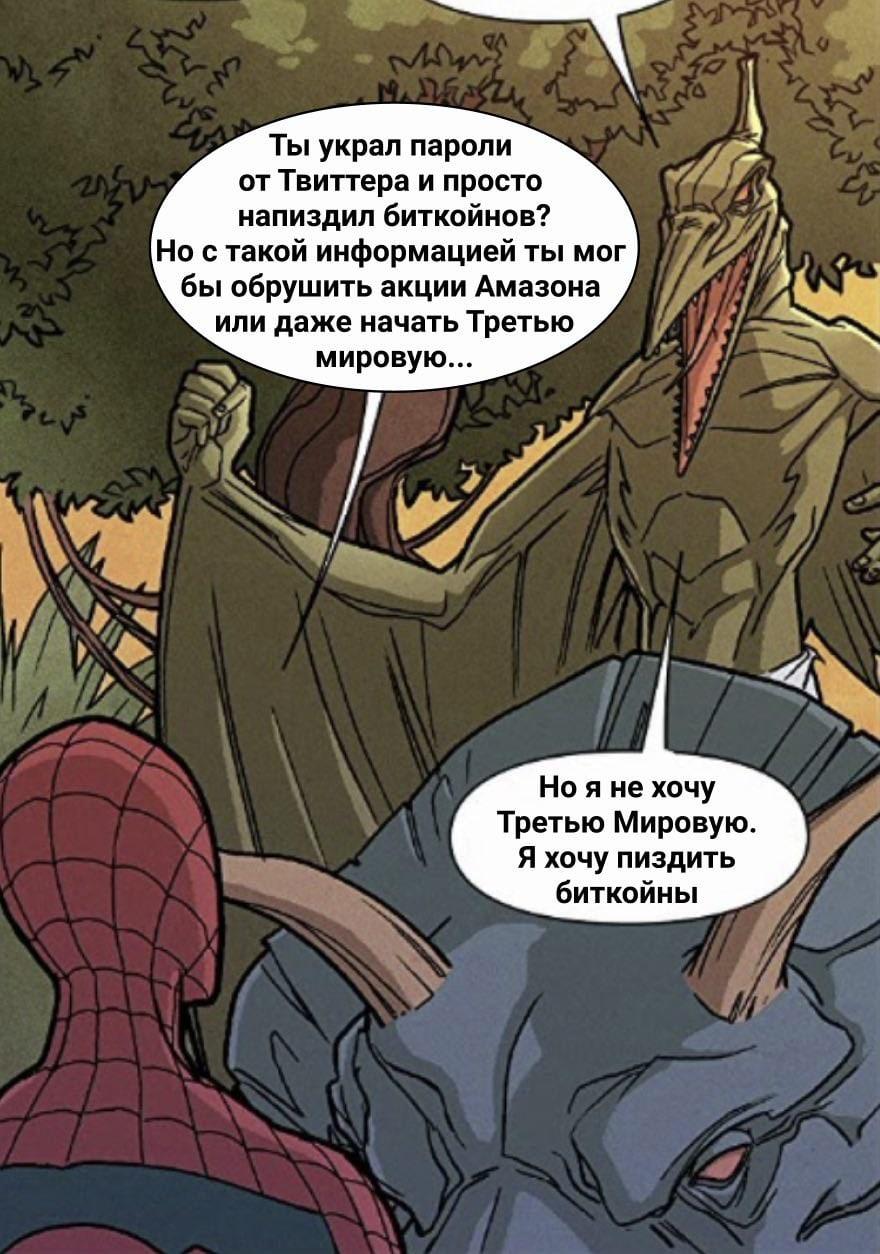 Ты украл пароли
от Твиттера и просто
напиздил биткойнов?
Но с такой информацией ты мог
бы обрушить акции Амазона
или даже начать Третью
мировую...
Но я не хочу
Третью Мировую.
Я хочу пиздить
биткойны